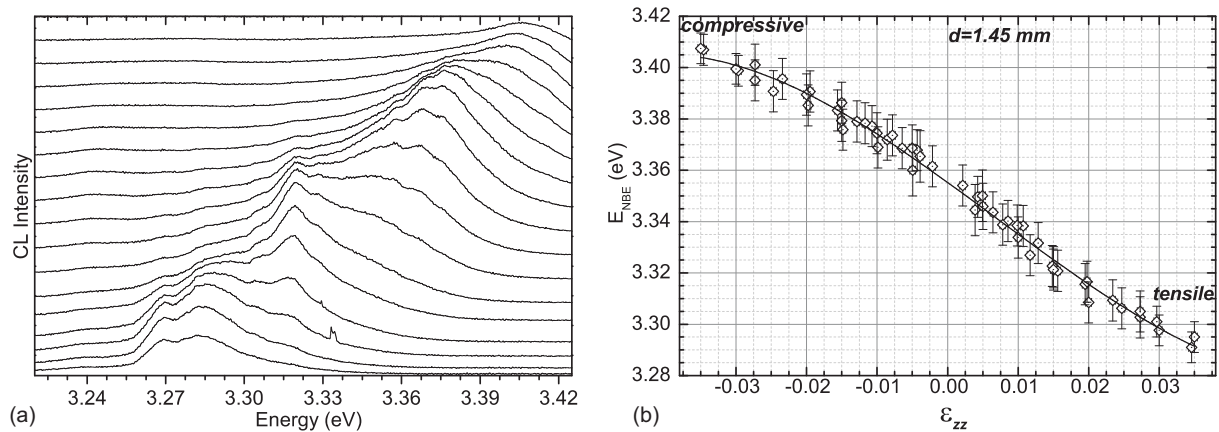 CL Intensity
3.24 3.27 3.30 3.33 3.36 3.39 3.42
Energy (eV)
(a)
E_NBE (eV)
3.42
3.40
3.38
3.36
3.34
3.32
3.30
3.28
compressive
d=1.45 mm
tensile
-0.03 -0.02 -0.01 0.00 0.01 0.02 0.03
ε_zz
(b)